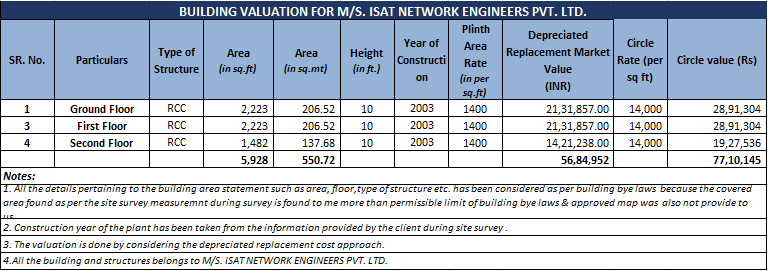 BUILDING VALUATION FOR M/S. ISAT NETWORK ENGINEERS PVT. LTD.
SR. No. Particulars Type of Structure Area (in sq.ft) Area (in sq.mt) Height (in ft.) Year of Constructi on Plinth Area Rate (in per sq.ft) Depreciated Replacement Market Value (INR) Circle Rate (per sq ft) Circle value (Rs)
1 Ground Floor RCC 2,223 206.52 10 2003 1400 21,31,857.00 14,000 28,91,304
3 First Floor RCC 2,223 206.52 10 2003 1400 21,31,857.00 14,000 28,91,304
4 Second Floor RCC 1,482 137.68 10 2003 1400 14,21,238.00 14,000 19,27,536
5,928 550.72 56,84,952 77,10,145
Notes:
1. All the details pertaining to the building area statement such as area, floor,type of structure etc. has been considered as per building bye laws because the covered
area found as per the site survey measuremnt during survey is found to me more than permissible limit of building bye laws & approved map was also not provide to
us
2. Construction year of the plant has been taken from the information provided by the client during site survey .
3. The valuation is done by considering the depreciated replacement cost approach.
4.All the building and structures belongs to M/S. ISAT NETWORK ENGINEERS PVT. LTD.